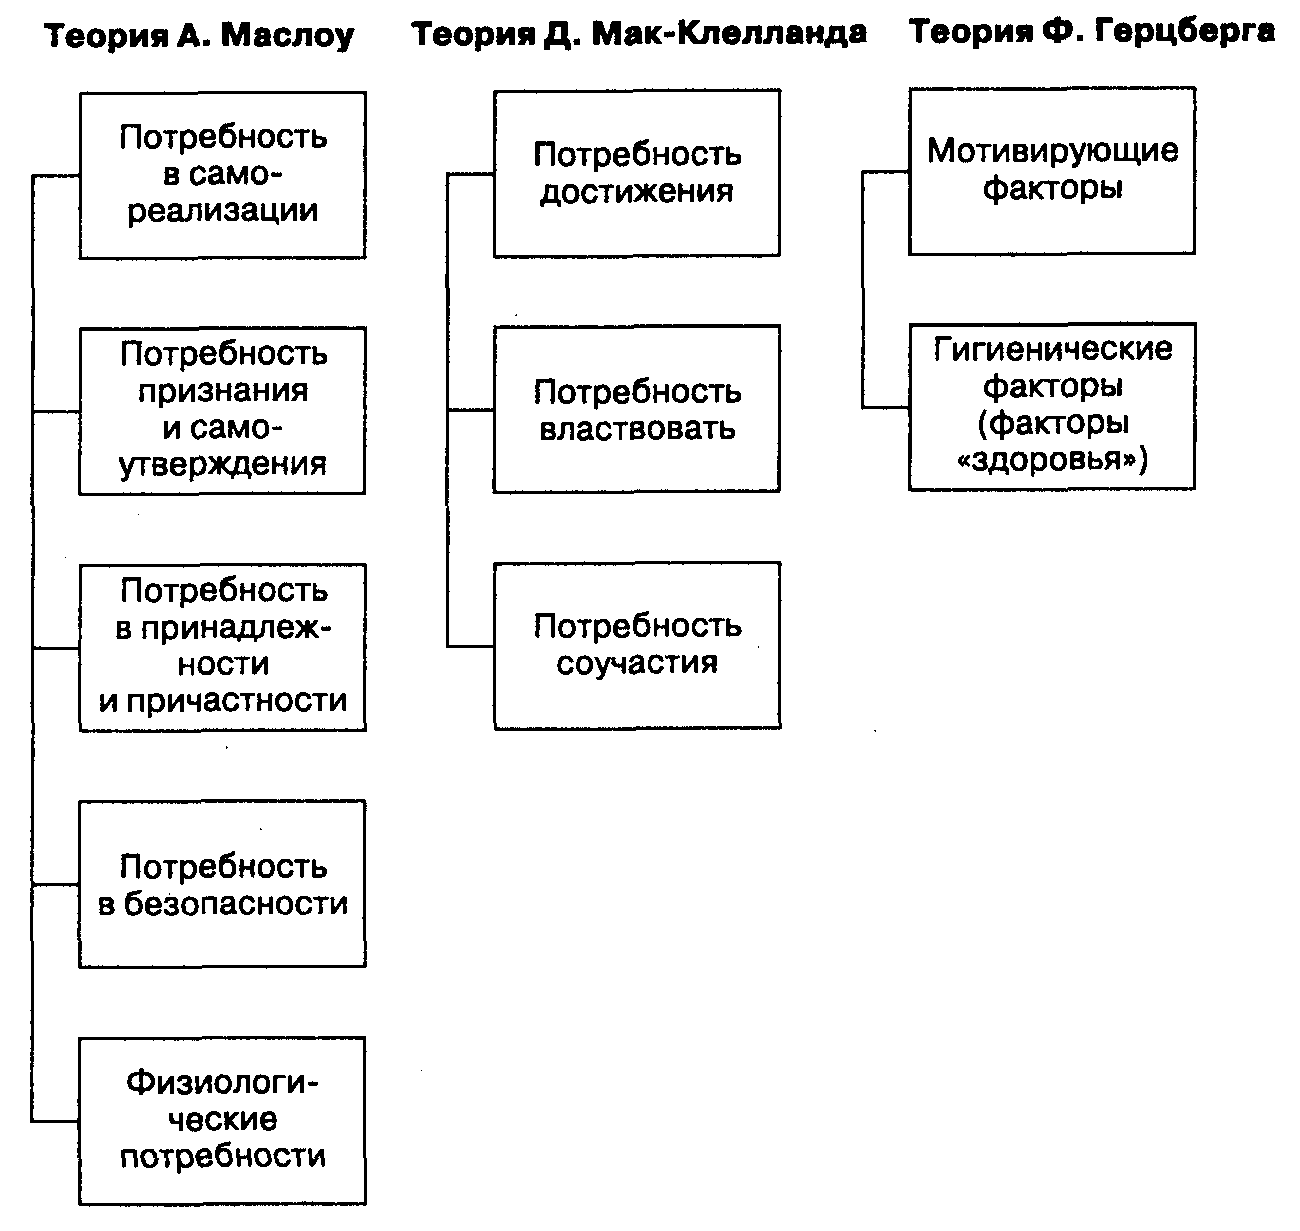 Теория А. Маслоу
Потребность
в само-
реализации
Потребность
признания
и само-
утверждения
Потребность
в принадлеж-
ности
и причастности
Потребность
в безопасности
Физиологи-
ческие
потребности
Теория Д. Мак-Клелланда
Потребность
достижения
Потребность
властвовать
Потребность
соучастия
Теория Ф. Герцберга
Мотивирующие
факторы
Гигиенические
факторы
(факторы
«здоровья»)